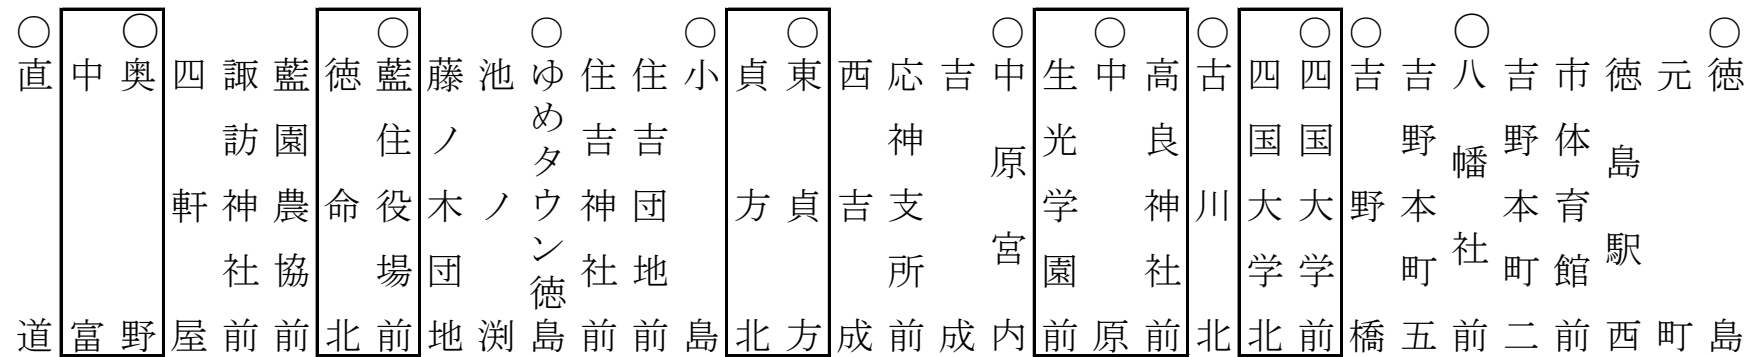 ○徳島
元町
徳島駅西
市体育館前
吉野本町二
○八幡社前
吉野本町五
○吉野橋
○四国大学前
四国大学北
○古川北
高良神社前
○中原
生光学園前
○中原宮内
吉成
応神支所前
西吉成
○東貞方
貞方北
○小島
住吉団地前
住吉神社前
○ゆめタウン徳島
池ノ渕
藤ノ木団地
○藍住役場前
徳命北
藍園農協前
諏訪神社前
四軒屋
○奥野
中富
○直道